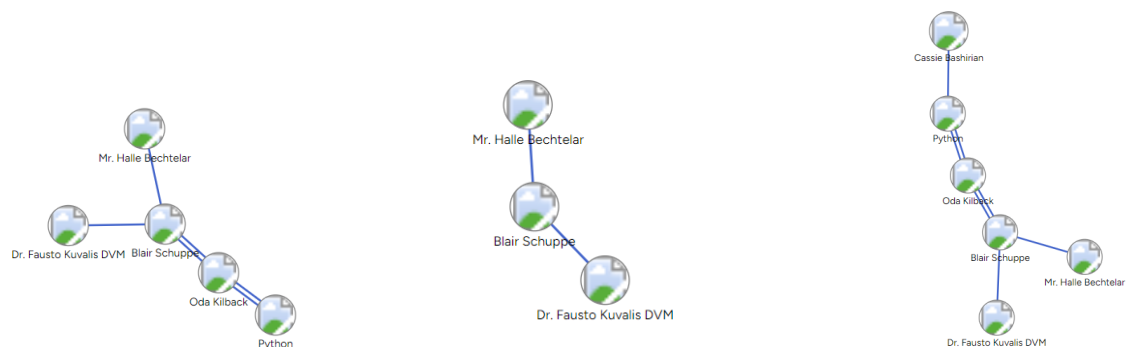 Mr. Halle Bechtelar
Dr. Fausto Kuvalis DVM
Blair Schuppe
Oda Kilback
Python
Mr. Halle Bechtelar
Blair Schuppe
Dr. Fausto Kuvalis DVM
Cassie Bashirian
Python
Oda Kilback
Blair Schuppe
Mr. Halle Bechtelar
Dr. Fausto Kuvalis DVM